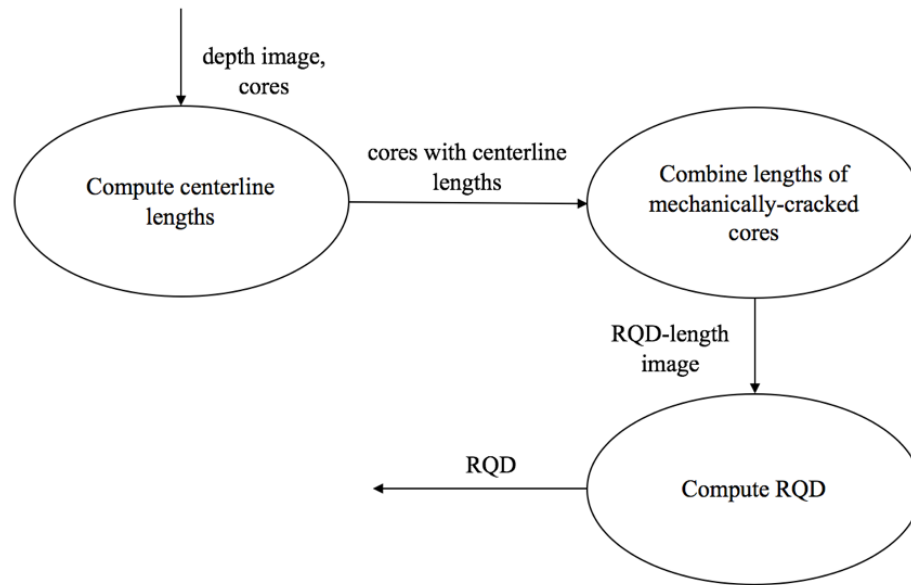 depth image,
cores
Compute centerline
lengths
cores with centerline
lengths
Combine lengths of
mechanically-cracked
cores
RQD-length
image
Compute RQD
RQD